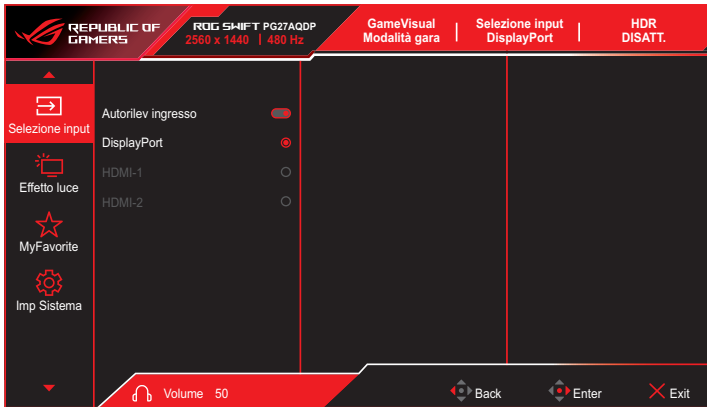 REPUBLIC OF
GAMERS
ROG SWIFT PG27AQDP
2560 x 1440 | 480 Hz
GameVisual
Modalità gara
Selezione input
DisplayPort
HDR
DISATT.
Selezione input
Effetto luce
MyFavorite
Imp Sistema
Autorilev ingresso
DisplayPort
HDMI-1
HDMI-2
Volume 50
Back
Enter
Exit